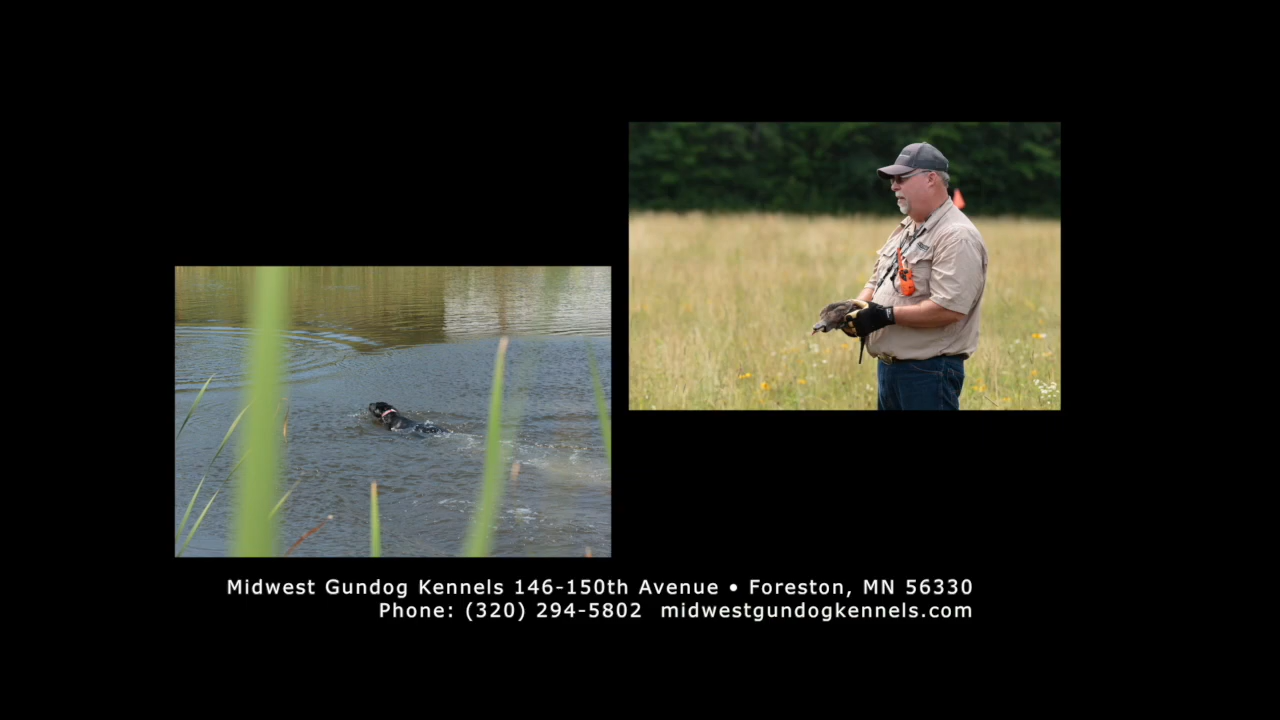 Midwest Gundog Kennels 146-150th Avenue • Foreston, MN 56330
Phone: (320) 294-5802 midwestgundogkennels.com